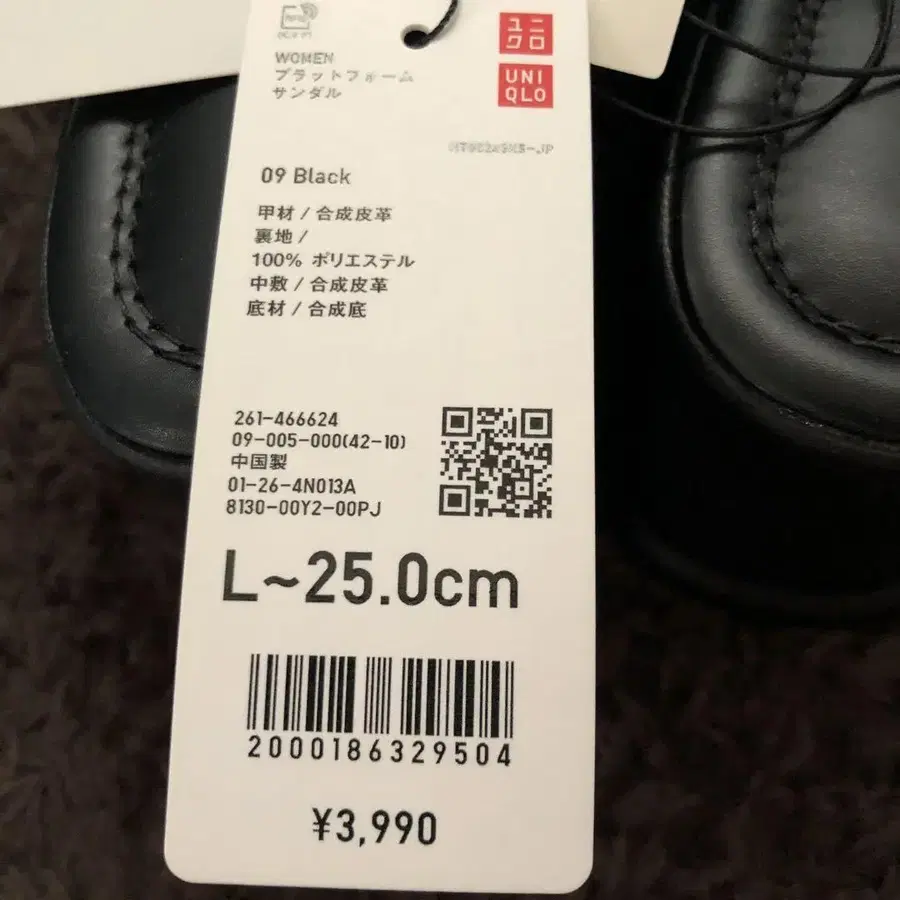 WOMEN
プラットフォーム
サンダル
ユニ
クロ
UNI
QLO
09 Black
甲材 / 合成皮革
裏地 /
100% ポリエステル
中敷 / 合成皮革
底材 / 合成底
261-466624
09-005-000(42-10)
中国製
01-26-4N013A
8130-00Y2-00PJ
L~25.0cm
2000186329504
¥3,990